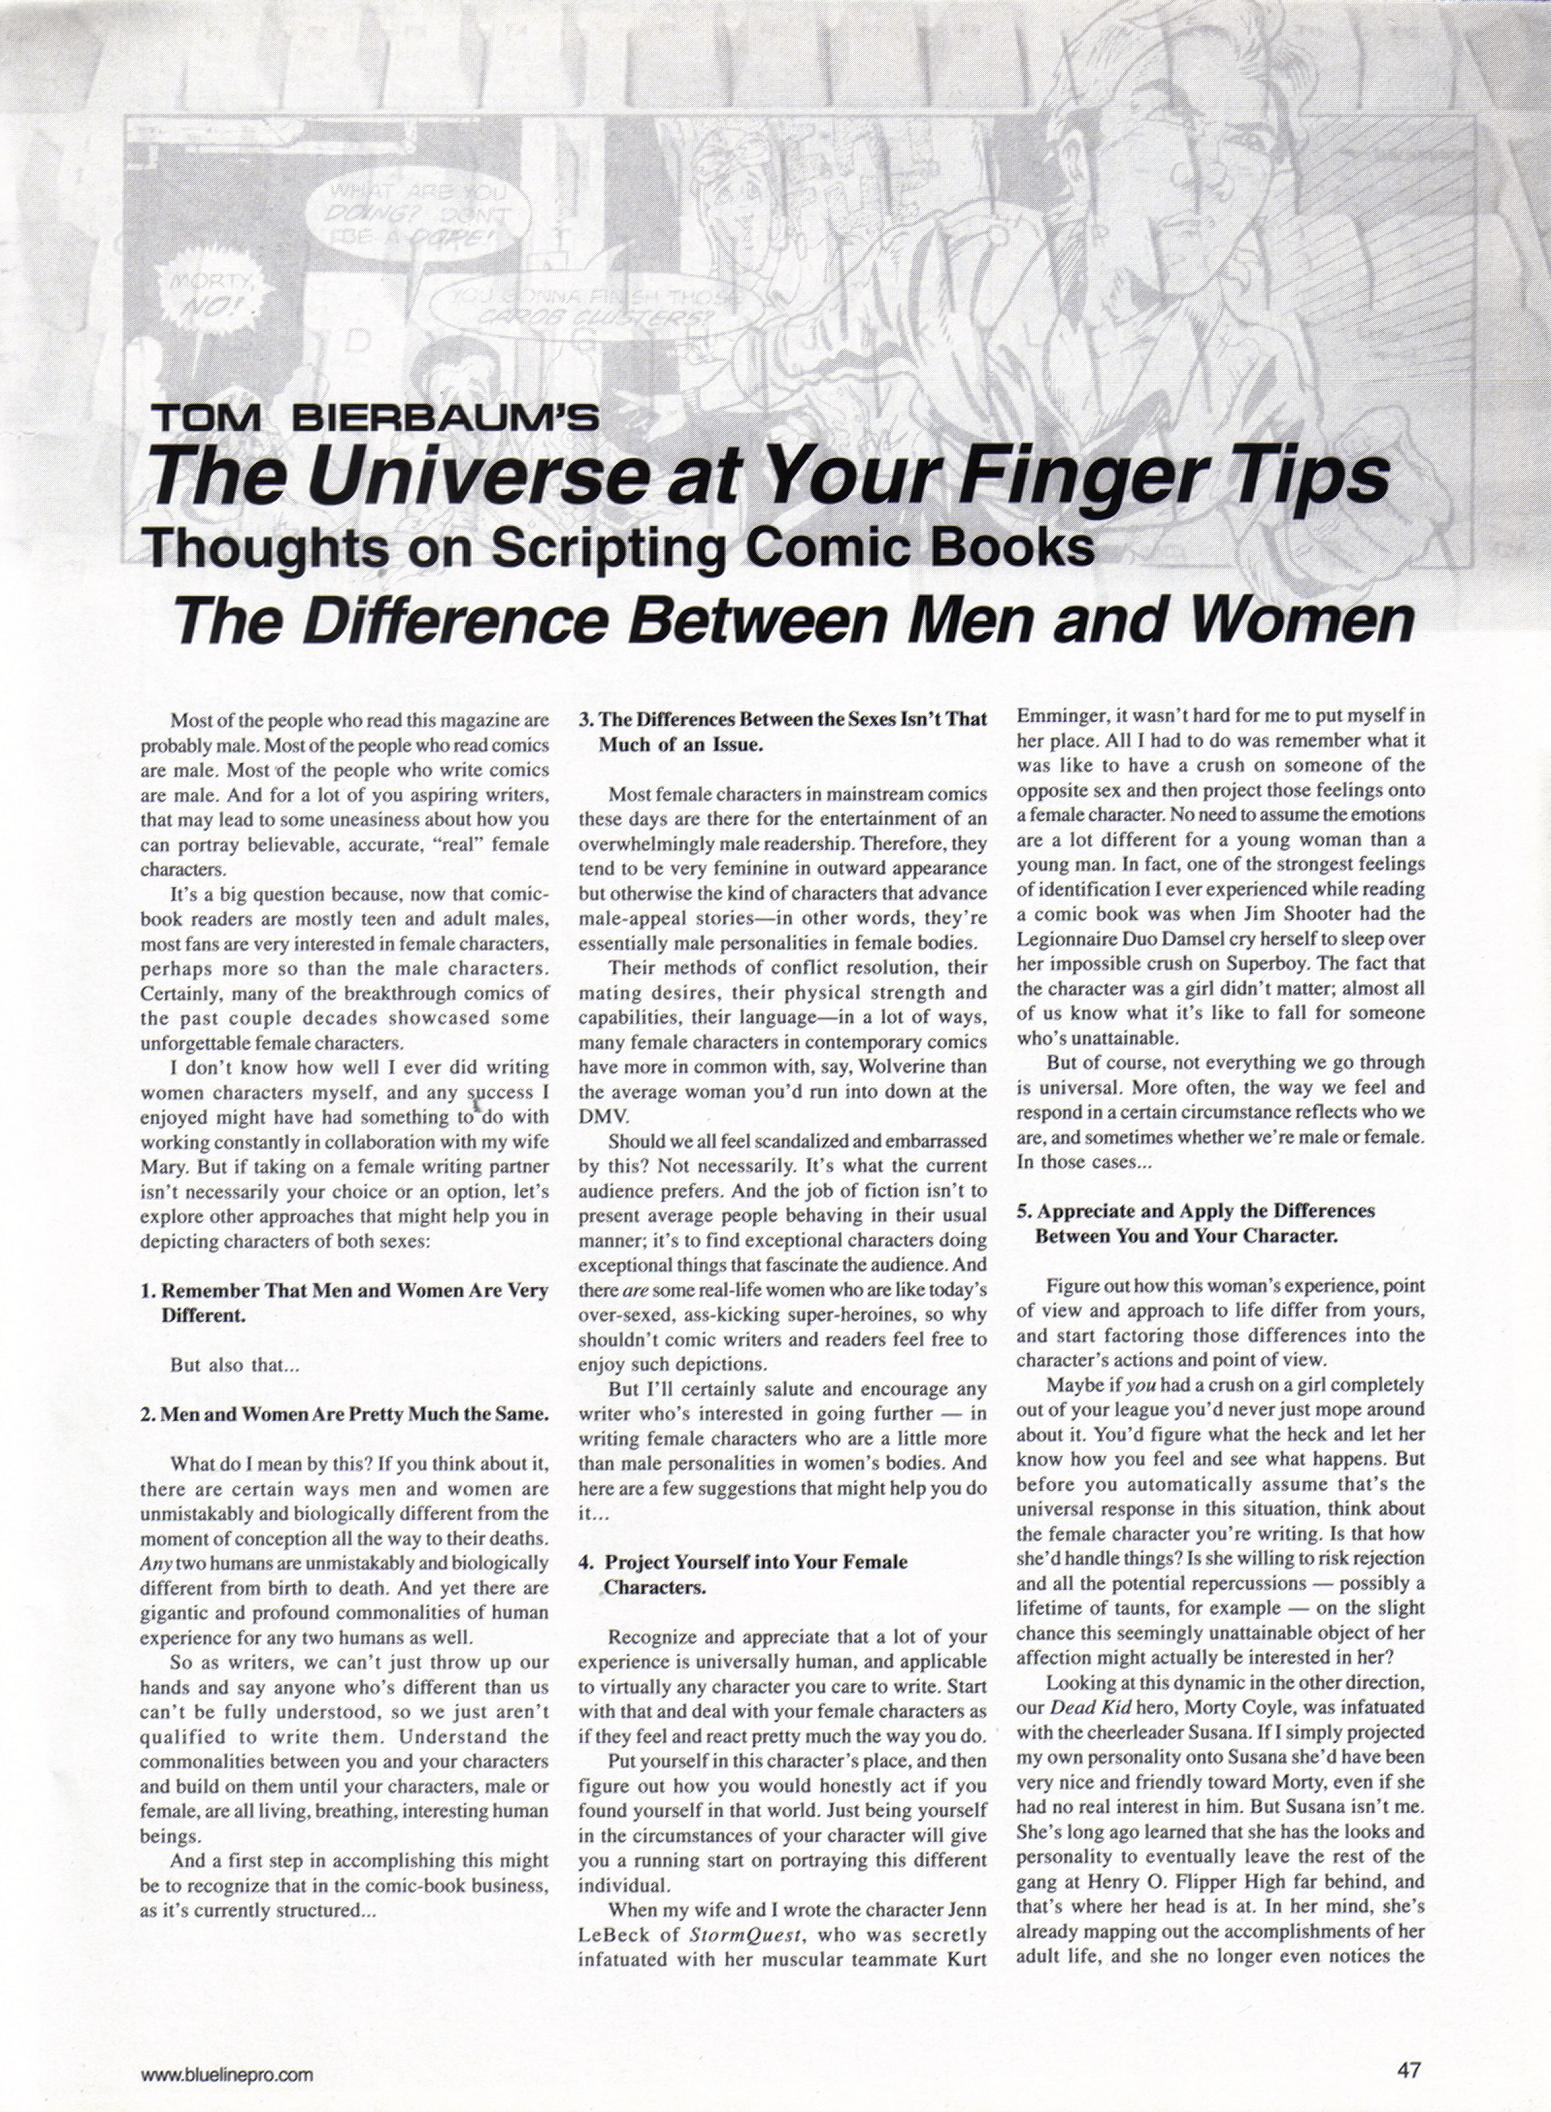 WHAT ARE YOU
DOING? DON'T
BE A DOPE!
MORTY,
NO!
YOU GONNA FINISH THOSE
CAROB CLUSTERS?
TOM BIERBAUM'S
The Universe at Your Finger Tips
Thoughts on Scripting Comic Books
The Difference Between Men and Women
Most of the people who read this magazine are
probably male. Most of the people who read comics
are male. Most of the people who write comics
are male. And for a lot of you aspiring writers,
that may lead to some uneasiness about how you
can portray believable, accurate, “real” female
characters.
It's a big question because, now that comic-
book readers are mostly teen and adult males,
most fans are very interested in female characters,
perhaps more so than the male characters.
Certainly, many of the breakthrough comics of
the past couple decades showcased some
unforgettable female characters.
I don't know how well I ever did writing
women characters myself, and any success I
enjoyed might have had something to do with
working constantly in collaboration with my wife
Mary. But if taking on a female writing partner
isn't necessarily your choice or an option, let's
explore other approaches that might help you in
depicting characters of both sexes:
1. Remember That Men and Women Are Very
Different.
But also that...
2. Men and Women Are Pretty Much the Same.
What do I mean by this? If you think about it,
there are certain ways men and women are
unmistakably and biologically different from the
moment of conception all the way to their deaths.
Any two humans are unmistakably and biologically
different from birth to death. And yet there are
gigantic and profound commonalities of human
experience for any two humans as well.
So as writers, we can't just throw up our
hands and say anyone who's different than us
can't be fully understood, so we just aren't
qualified to write them. Understand the
commonalities between you and your characters
and build on them until your characters, male or
female, are all living, breathing, interesting human
beings.
And a first step in accomplishing this might
be to recognize that in the comic-book business,
as it's currently structured...
3. The Differences Between the Sexes Isn't That
Much of an Issue.
Most female characters in mainstream comics
these days are there for the entertainment of an
overwhelmingly male readership. Therefore, they
tend to be very feminine in outward appearance
but otherwise the kind of characters that advance
male-appeal stories—in other words, they're
essentially male personalities in female bodies.
Their methods of conflict resolution, their
mating desires, their physical strength and
capabilities, their language—in a lot of ways,
many female characters in contemporary comics
have more in common with, say, Wolverine than
the average woman you'd run into down at the
DMV.
Should we all feel scandalized and embarrassed
by this? Not necessarily. It's what the current
audience prefers. And the job of fiction isn't to
present average people behaving in their usual
manner; it's to find exceptional characters doing
exceptional things that fascinate the audience. And
there are some real-life women who are like today's
over-sexed, ass-kicking super-heroines, so why
shouldn't comic writers and readers feel free to
enjoy such depictions.
But I'll certainly salute and encourage any
writer who's interested in going further — in
writing female characters who are a little more
than male personalities in women's bodies. And
here are a few suggestions that might help you do
it...
4. Project Yourself into Your Female
Characters.
Recognize and appreciate that a lot of your
experience is universally human, and applicable
to virtually any character you care to write. Start
with that and deal with your female characters as
if they feel and react pretty much the way you do.
Put yourself in this character's place, and then
figure out how you would honestly act if you
found yourself in that world. Just being yourself
in the circumstances of your character will give
you a running start on portraying this different
individual.
When my wife and I wrote the character Jenn
LeBeck of StormQuest, who was secretly
infatuated with her muscular teammate Kurt
Emminger, it wasn't hard for me to put myself in
her place. All I had to do was remember what it
was like to have a crush on someone of the
opposite sex and then project those feelings onto
a female character. No need to assume the emotions
are a lot different for a young woman than a
young man. In fact, one of the strongest feelings
of identification I ever experienced while reading
a comic book was when Jim Shooter had the
Legionnaire Duo Damsel cry herself to sleep over
her impossible crush on Superboy. The fact that
the character was a girl didn't matter; almost all
of us know what it's like to fall for someone
who's unattainable.
But of course, not everything we go through
is universal. More often, the way we feel and
respond in a certain circumstance reflects who we
are, and sometimes whether we're male or female.
In those cases...
5. Appreciate and Apply the Differences
Between You and Your Character.
Figure out how this woman's experience, point
of view and approach to life differ from yours,
and start factoring those differences into the
character's actions and point of view.
Maybe if you had a crush on a girl completely
out of your league you'd never just mope around
about it. You'd figure what the heck and let her
know how you feel and see what happens. But
before you automatically assume that's the
universal response in this situation, think about
the female character you're writing. Is that how
she'd handle things? Is she willing to risk rejection
and all the potential repercussions — possibly a
lifetime of taunts, for example — on the slight
chance this seemingly unattainable object of her
affection might actually be interested in her?
Looking at this dynamic in the other direction,
our Dead Kid hero, Morty Coyle, was infatuated
with the cheerleader Susana. If I simply projected
my own personality onto Susana she'd have been
very nice and friendly toward Morty, even if she
had no real interest in him. But Susana isn't me.
She's long ago learned that she has the looks and
personality to eventually leave the rest of the
gang at Henry O. Flipper High far behind, and
that's where her head is at. In her mind, she's
already mapping out the accomplishments of her
adult life, and she no longer even notices the
www.bluelinepro.com
47